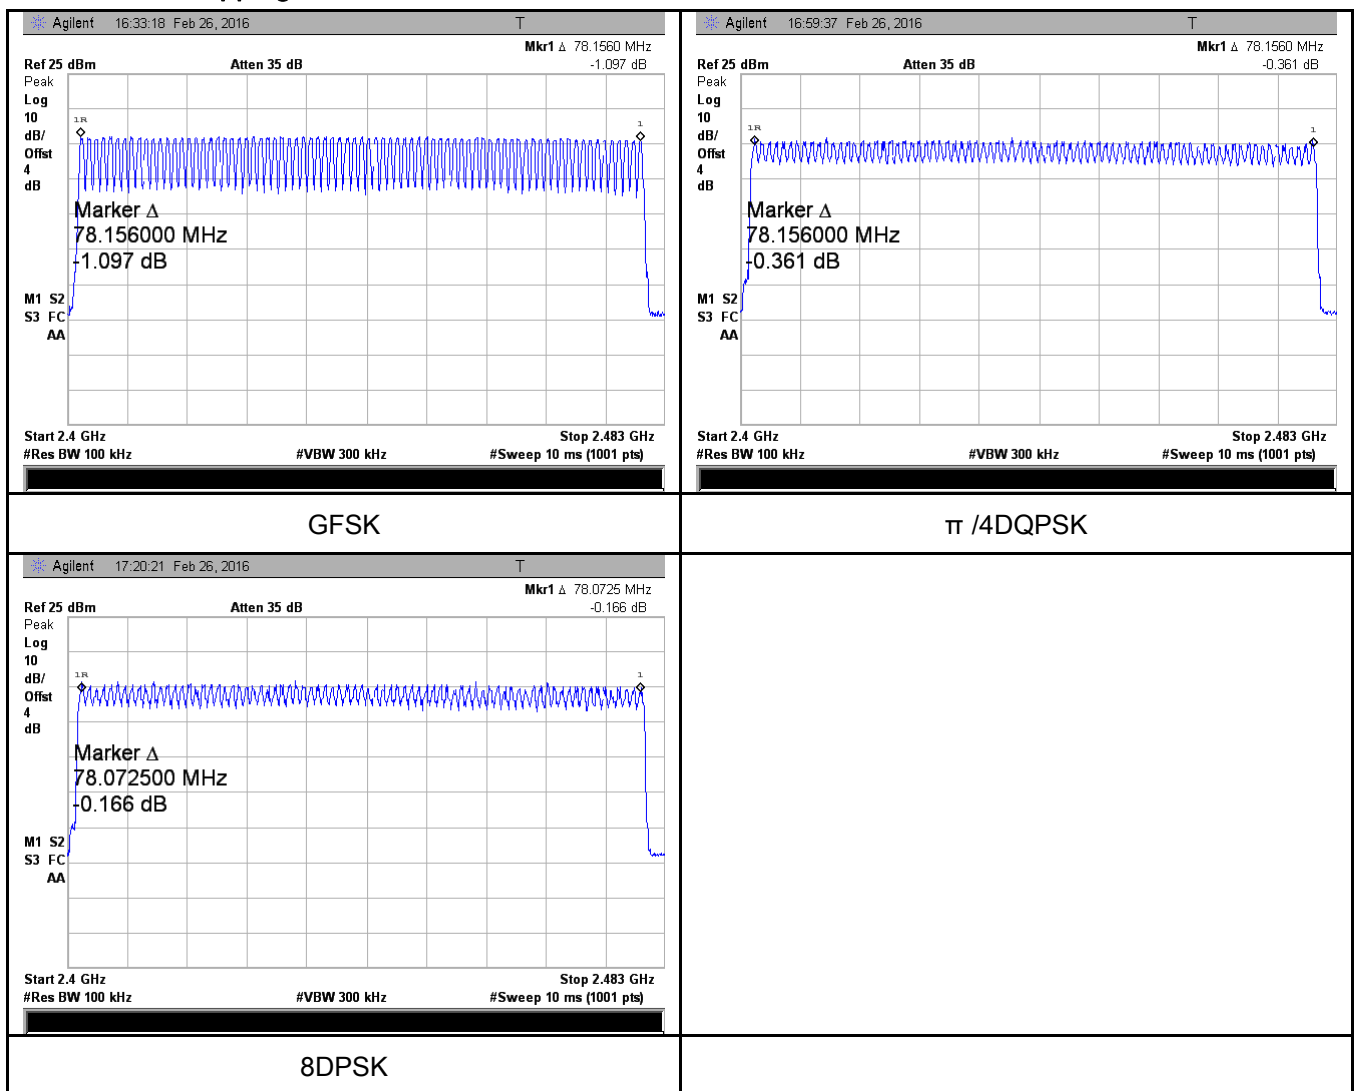 Agilent 16:33:18 Feb 26, 2016 T
Mkr1 Δ 78.1560 MHz
Ref 25 dBm Atten 35 dB -1.097 dB
Peak
Log
10
dB/
Offst
4
dB
1R
1
Marker Δ
78.156000 MHz
-1.097 dB
M1 S2
S3 FC
AA
Start 2.4 GHz Stop 2.483 GHz
#Res BW 100 kHz #VBW 300 kHz #Sweep 10 ms (1001 pts)
GFSK
Agilent 16:59:37 Feb 26, 2016 T
Mkr1 Δ 78.1560 MHz
Ref 25 dBm Atten 35 dB -0.361 dB
Peak
Log
10
dB/
Offst
4
dB
1R
1
Marker Δ
78.156000 MHz
-0.361 dB
M1 S2
S3 FC
AA
Start 2.4 GHz Stop 2.483 GHz
#Res BW 100 kHz #VBW 300 kHz #Sweep 10 ms (1001 pts)
π /4DQPSK
Agilent 17:20:21 Feb 26, 2016 T
Mkr1 Δ 78.0725 MHz
Ref 25 dBm Atten 35 dB -0.166 dB
Peak
Log
10
dB/
Offst
4
dB
1R
1
Marker Δ
78.072500 MHz
-0.166 dB
M1 S2
S3 FC
AA
Start 2.4 GHz Stop 2.483 GHz
#Res BW 100 kHz #VBW 300 kHz #Sweep 10 ms (1001 pts)
8DPSK